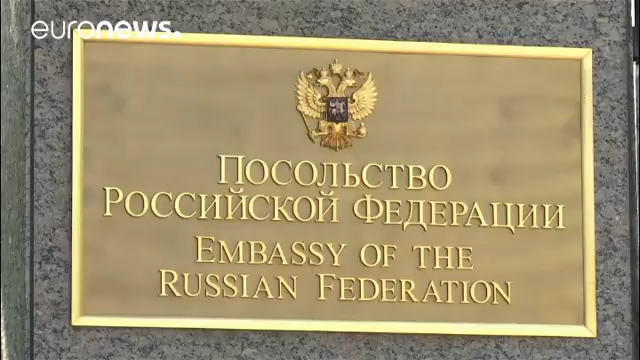 euronews.
ПОСОЛЬСТВО
РОССИЙСКОЙ ФЕДЕРАЦИИ
EMBASSY OF THE
RUSSIAN FEDERATION